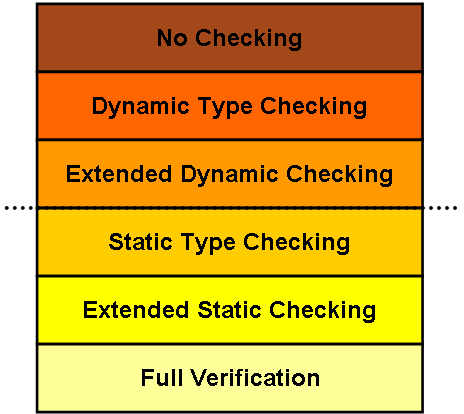 No Checking
Dynamic Type Checking
Extended Dynamic Checking
Static Type Checking
Extended Static Checking
Full Verification